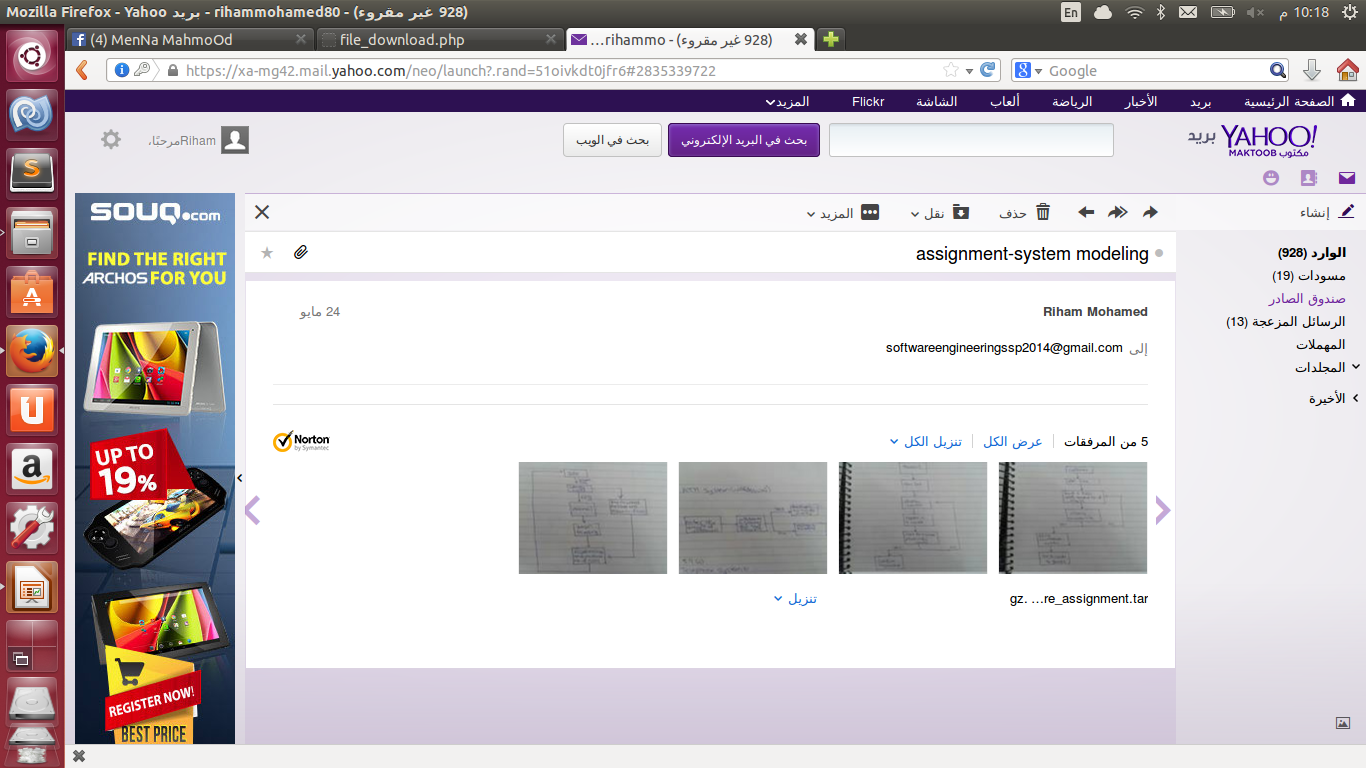 (928 غير مقروء) - Mozilla Firefox - Yahoo بريد - rihammohamed80
En
10:18 م
f (4) MenNa MahmoOd
file_download.php
(928 غير مقروء) - rihammo...
https://xa-mg42.mail.yahoo.com/neo/launch?.rand=51oivkdt0jfr6#2835339722
Google
الصفحة الرئيسية
بريد
الأخبار
الرياضة
ألعاب
الشاشة
Flickr
المزيد
YAHOO! بريد
MAKTOOB مكتوب
بحث في البريد الإلكتروني
بحث في الويب
مرحبًا، Riham
إنشاء
حذف
نقل
المزيد
الوارد (928)
مسودات (19)
صندوق الصادر
الرسائل المزعجة (13)
المهملات
المجلدات
الأخيرة
assignment-system modeling
Riham Mohamed
24 مايو
إلى softwareengineeringssp2014@gmail.com
5 من المرفقات
عرض الكل
تنزيل الكل
Norton
by Symantec
gz. ...re_assignment.tar
تنزيل
SOUQ.com
FIND THE RIGHT
ARCHOS FOR YOU
UP TO
19%
REGISTER NOW!
BEST PRICE